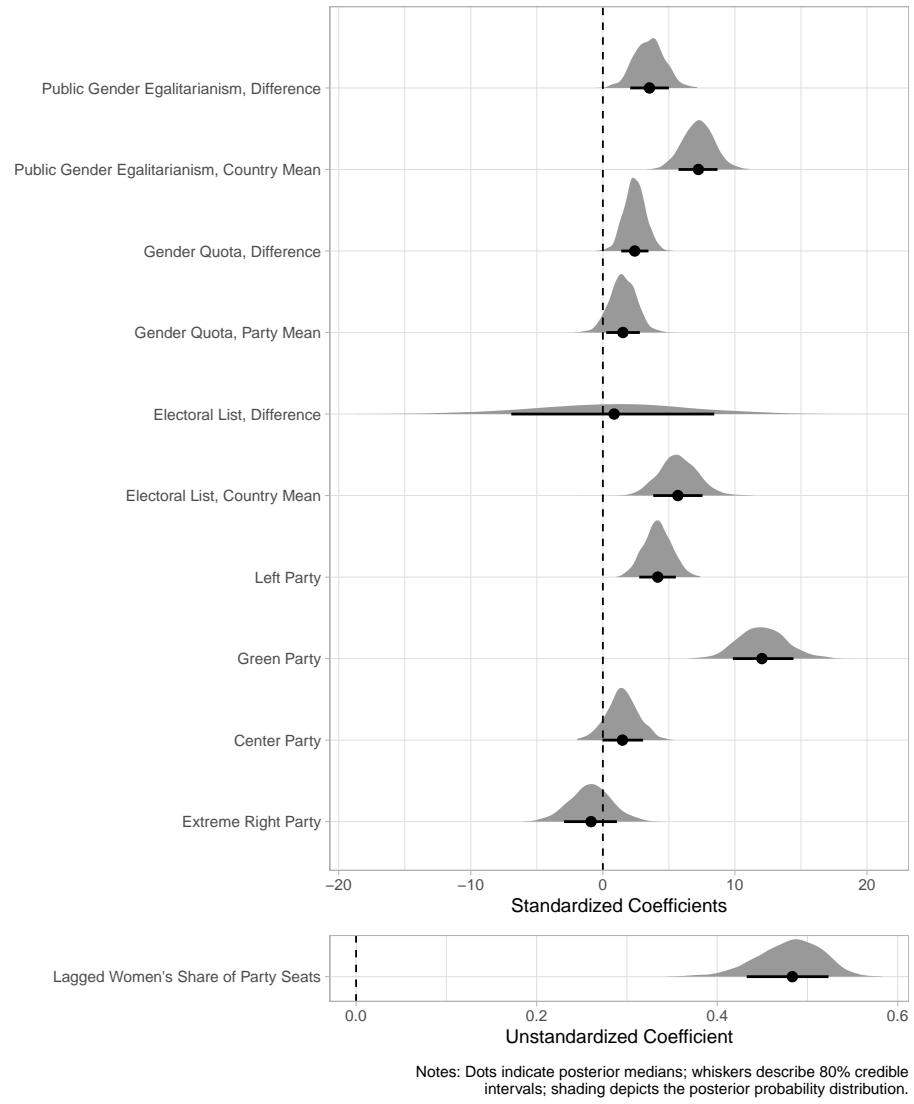 Public Gender Egalitarianism, Difference
Public Gender Egalitarianism, Country Mean
Gender Quota, Difference
Gender Quota, Party Mean
Electoral List, Difference
Electoral List, Country Mean
Left Party
Green Party
Center Party
Extreme Right Party
−20 −10 0 10 20
Standardized Coefficients
Lagged Women's Share of Party Seats
0.0 0.2 0.4 0.6
Unstandardized Coefficient
Notes: Dots indicate posterior medians; whiskers describe 80% credible
intervals; shading depicts the posterior probability distribution.